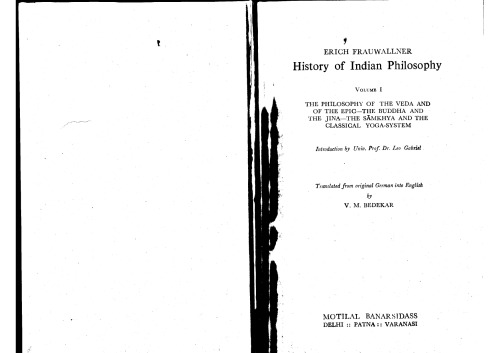 ERICH FRAUWALLNER
History of Indian Philosophy
VOLUME I
THE PHILOSOPHY OF THE VEDA AND
OF THE EPIC—THE BUDDHA AND
THE JINA—THE SĀMKHYA AND THE
CLASSICAL YOGA-SYSTEM
Introduction by Univ. Prof. Dr. Leo Gabriel
Translated from original German into English
by
V. M. BEDEKAR
MOTILAL BANARSIDASS
DELHI :: PATNA :: VARANASI